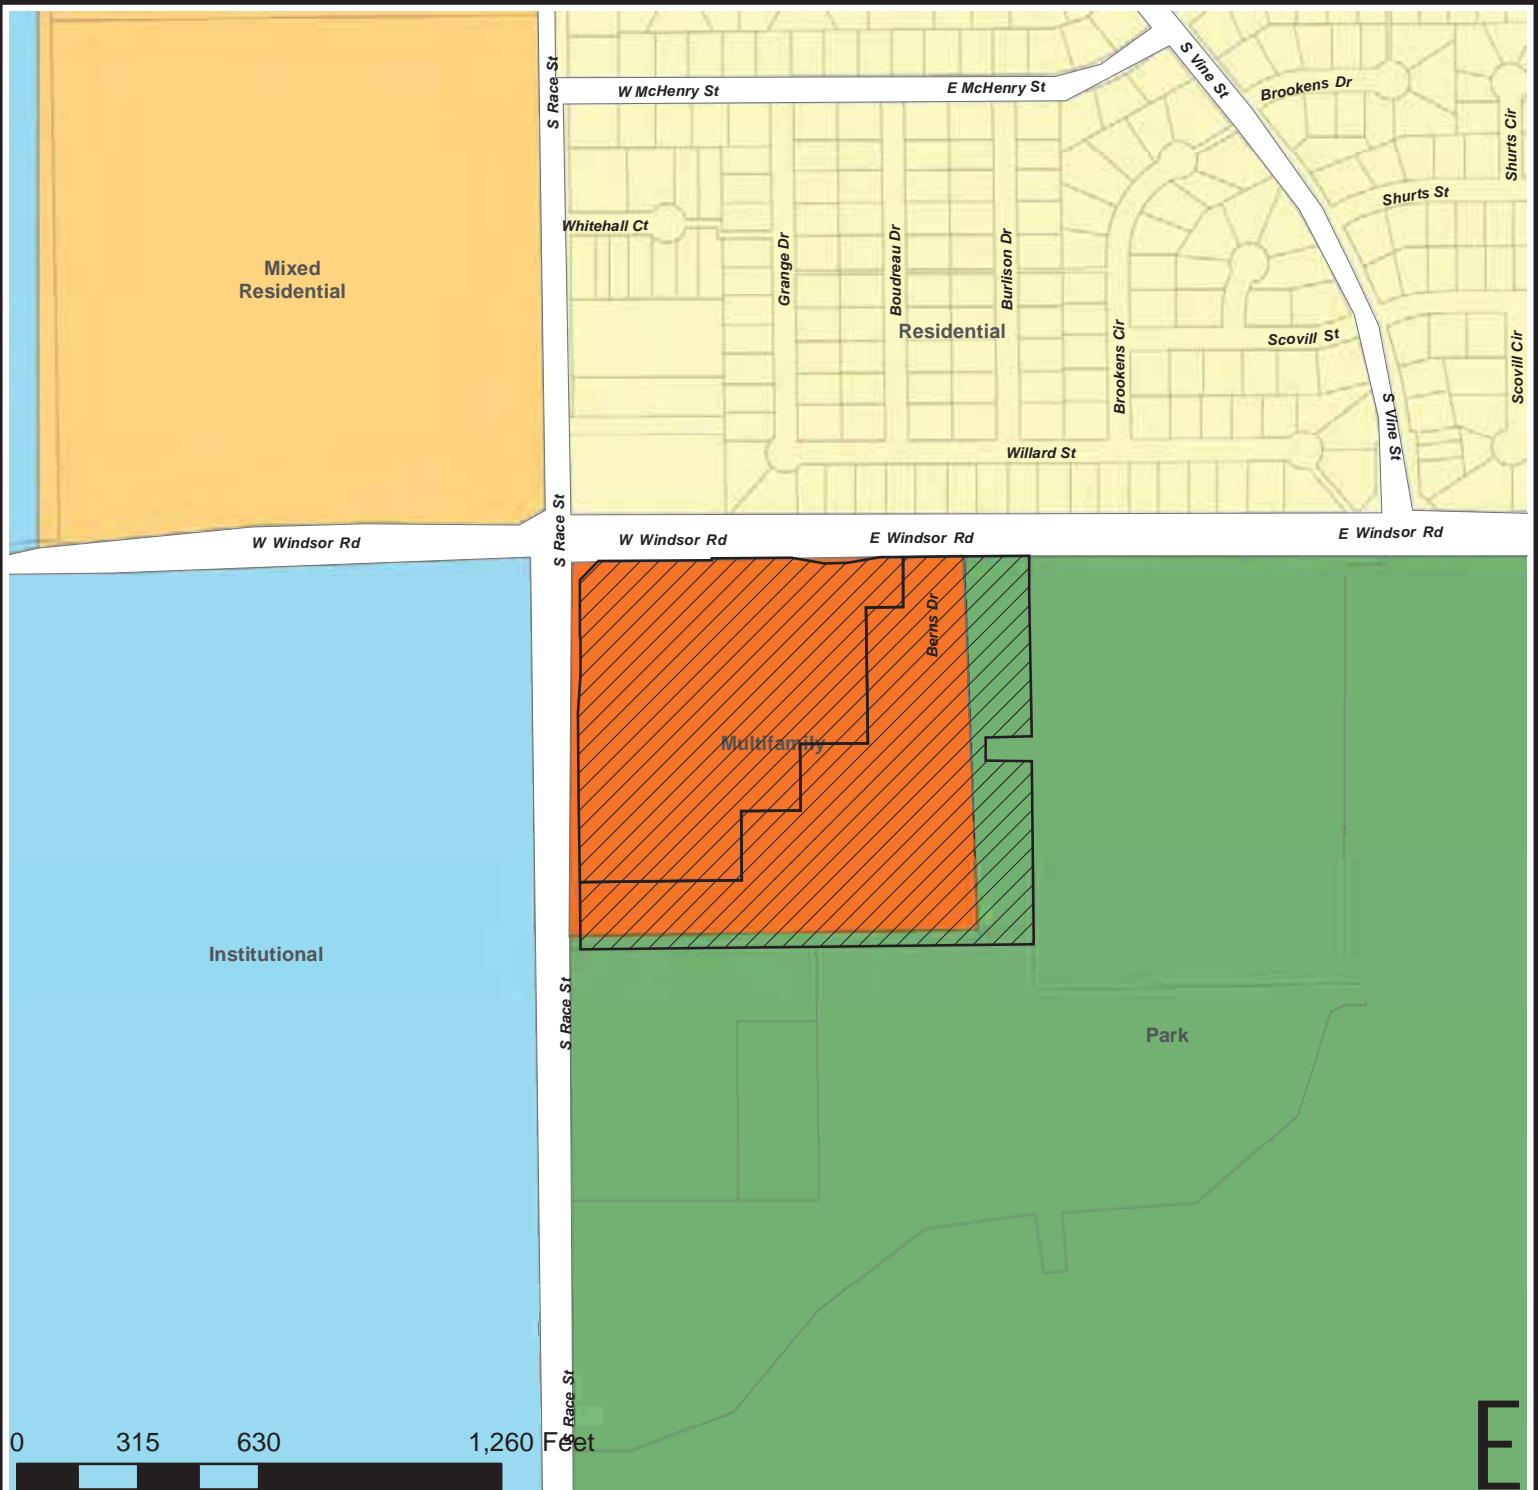 S Race St
W McHenry St
E McHenry St
S Vine St
Brookens Dr
Shurts Cir
Shurts St
Whitehall Ct
Grange Dr
Boudreau Dr
Burlison Dr
Mixed
Residential
Residential
Brookens Cir
Scovill St
Scovill Cir
S Vine St
Willard St
S Race St
W Windsor Rd
W Windsor Rd
E Windsor Rd
E Windsor Rd
Berns Dr
Multifamily
Institutional
S Race St
Park
S Race St
0 315 630 1,260 Feet
E